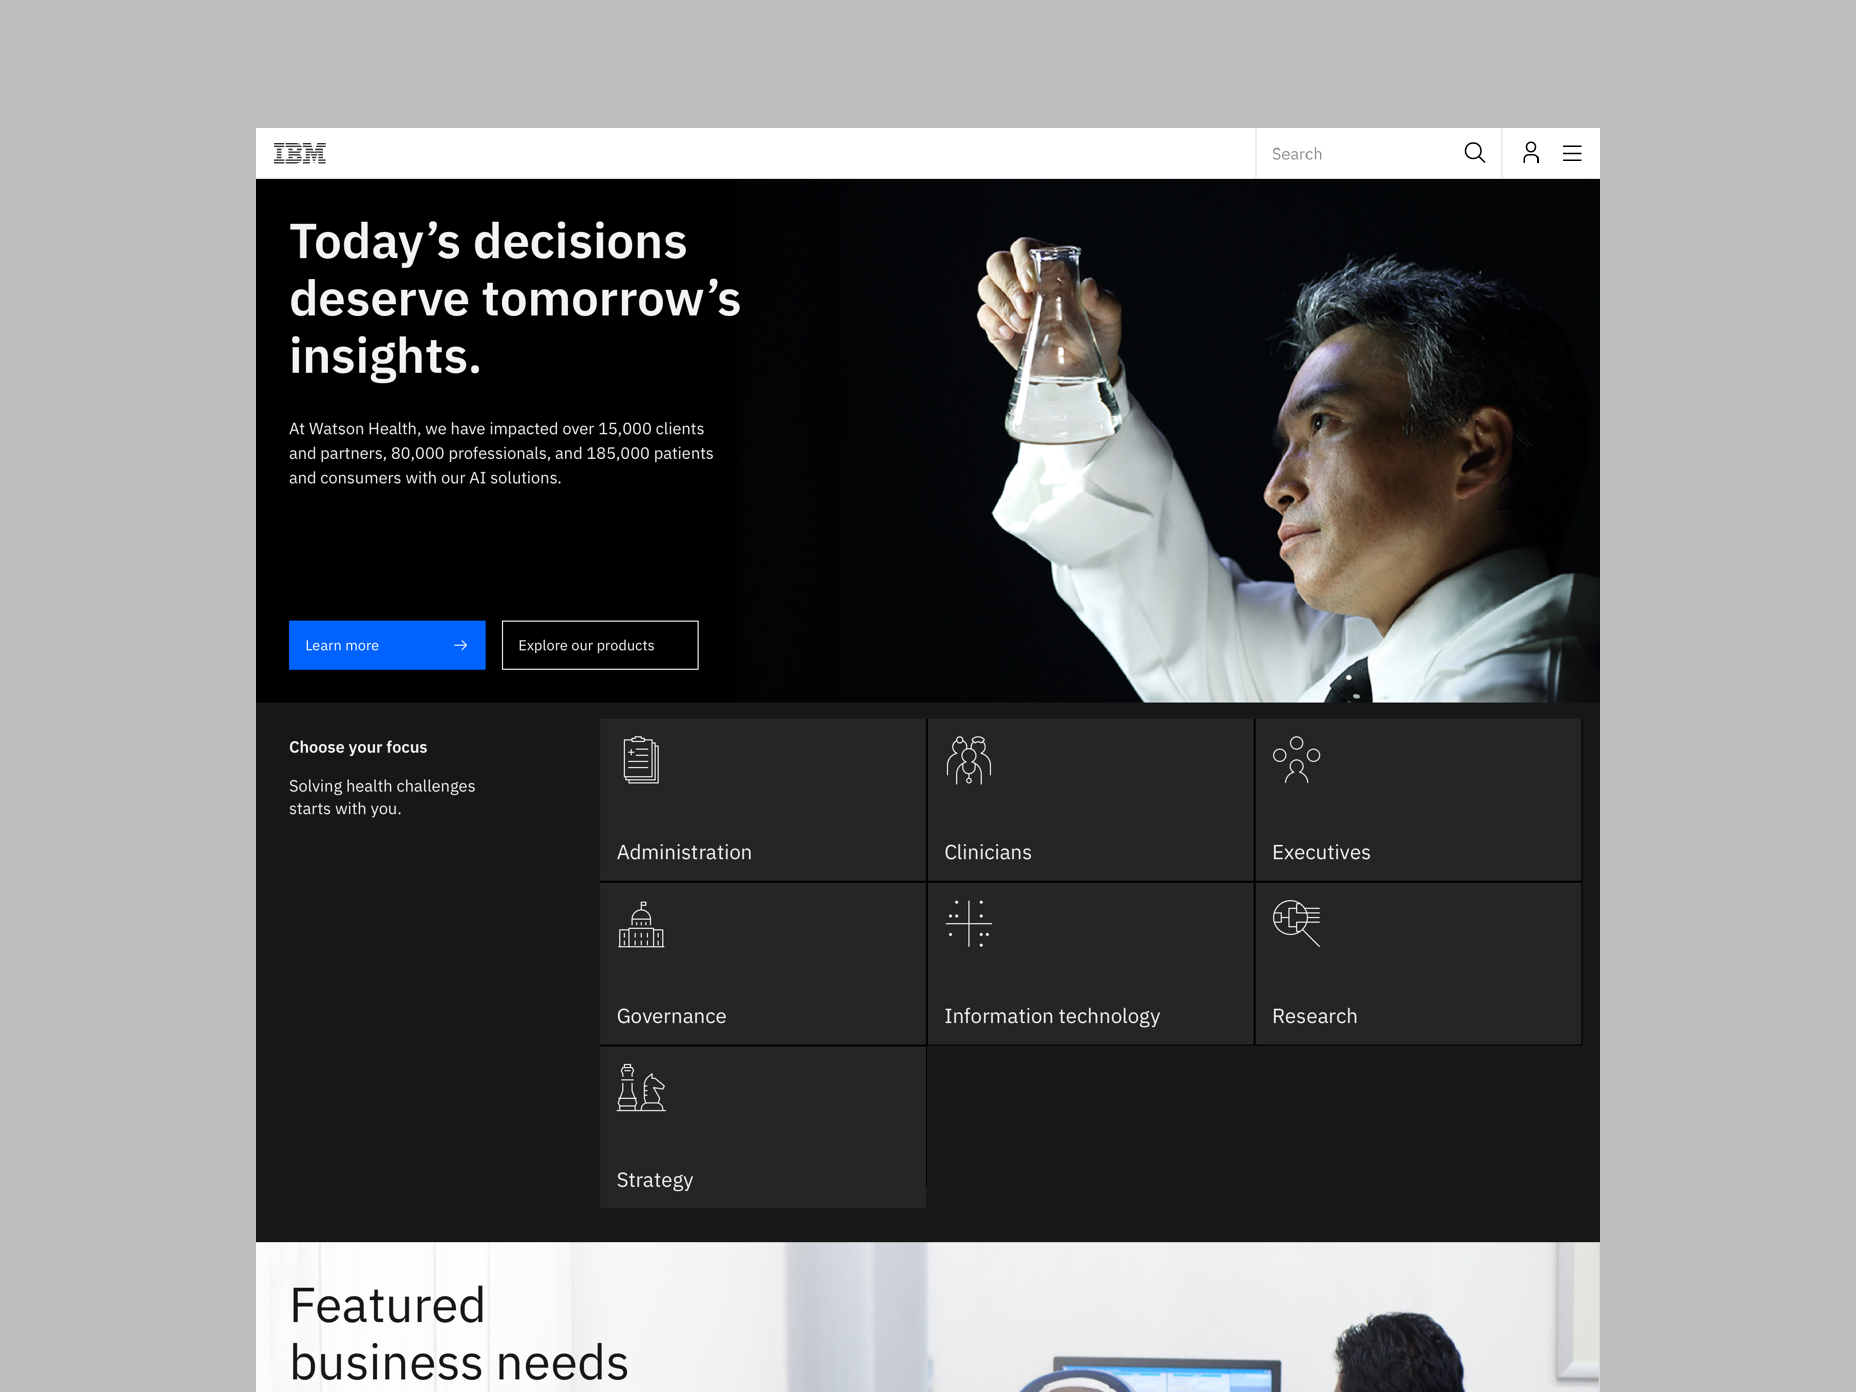 IBM
Search
Today’s decisions
deserve tomorrow’s
insights.
At Watson Health, we have impacted over 15,000 clients
and partners, 80,000 professionals, and 185,000 patients
and consumers with our AI solutions.
Learn more
Explore our products
Choose your focus
Solving health challenges
starts with you.
Administration
Clinicians
Executives
Governance
Information technology
Research
Strategy
Featured
business needs